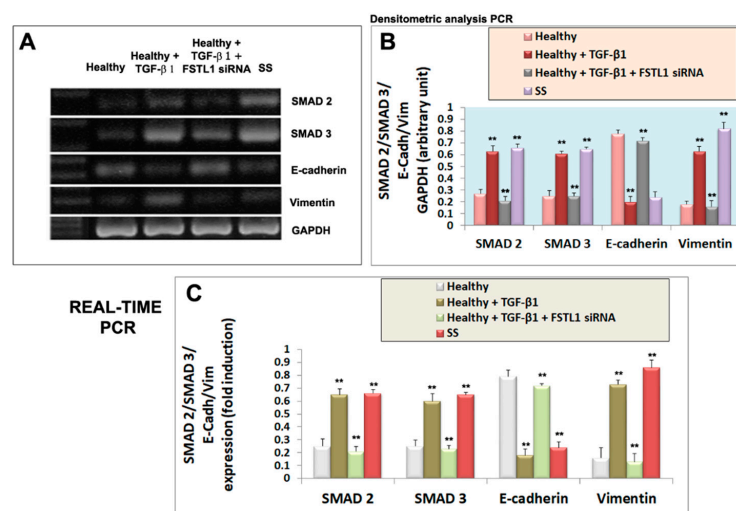 A
Healthy
Healthy +
TGF-β 1
Healthy +
TGF-β 1 +
FSTL1 siRNA
SS
SMAD 2
SMAD 3
E-cadherin
Vimentin
GAPDH
Densitometric analysis PCR
B
Healthy
Healthy + TGF-β1
Healthy + TGF-β1 + FSTL1 siRNA
SS
SMAD 2/SMAD 3/
E-Cadh/Vim
GAPDH (arbitrary unit)
0.9
0.8
0.7
0.6
0.5
0.4
0.3
0.2
0.1
0
** ** ** ** ** ** ** ** ** ** **
SMAD 2 SMAD 3 E-cadherin Vimentin
REAL-TIME
PCR
C
Healthy
Healthy + TGF-β1
Healthy + TGF-β1 + FSTL1 siRNA
SS
SMAD 2/SMAD 3/
E-Cadh/Vim
expression (fold induction)
1
0.9
0.8
0.7
0.6
0.5
0.4
0.3
0.2
0.1
0
** ** ** ** ** ** ** ** ** ** ** **
SMAD 2 SMAD 3 E-cadherin Vimentin